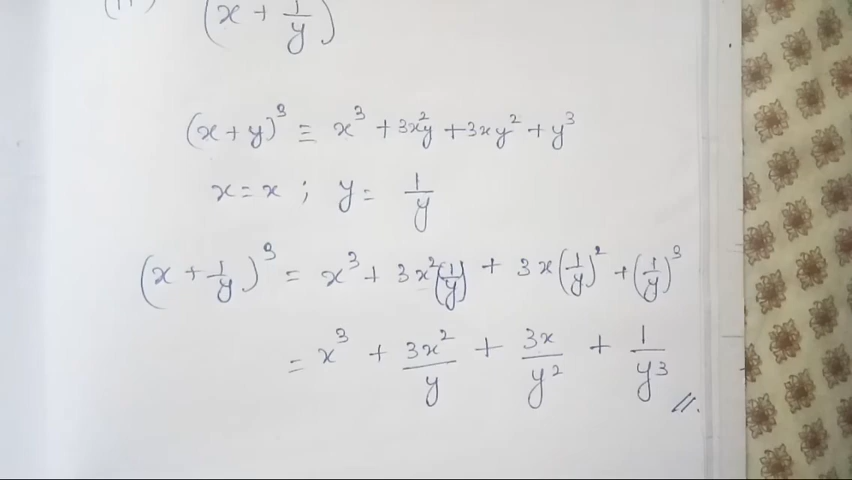 (x + 1/y)
(x+y)³ ≡ x³ + 3x²y + 3xy² + y³
x = x ; y = 1/y
(x + 1/y)³ = x³ + 3x²(1/y) + 3x(1/y)² + (1/y)³
= x³ + 3x²/y + 3x/y² + 1/y³ //.